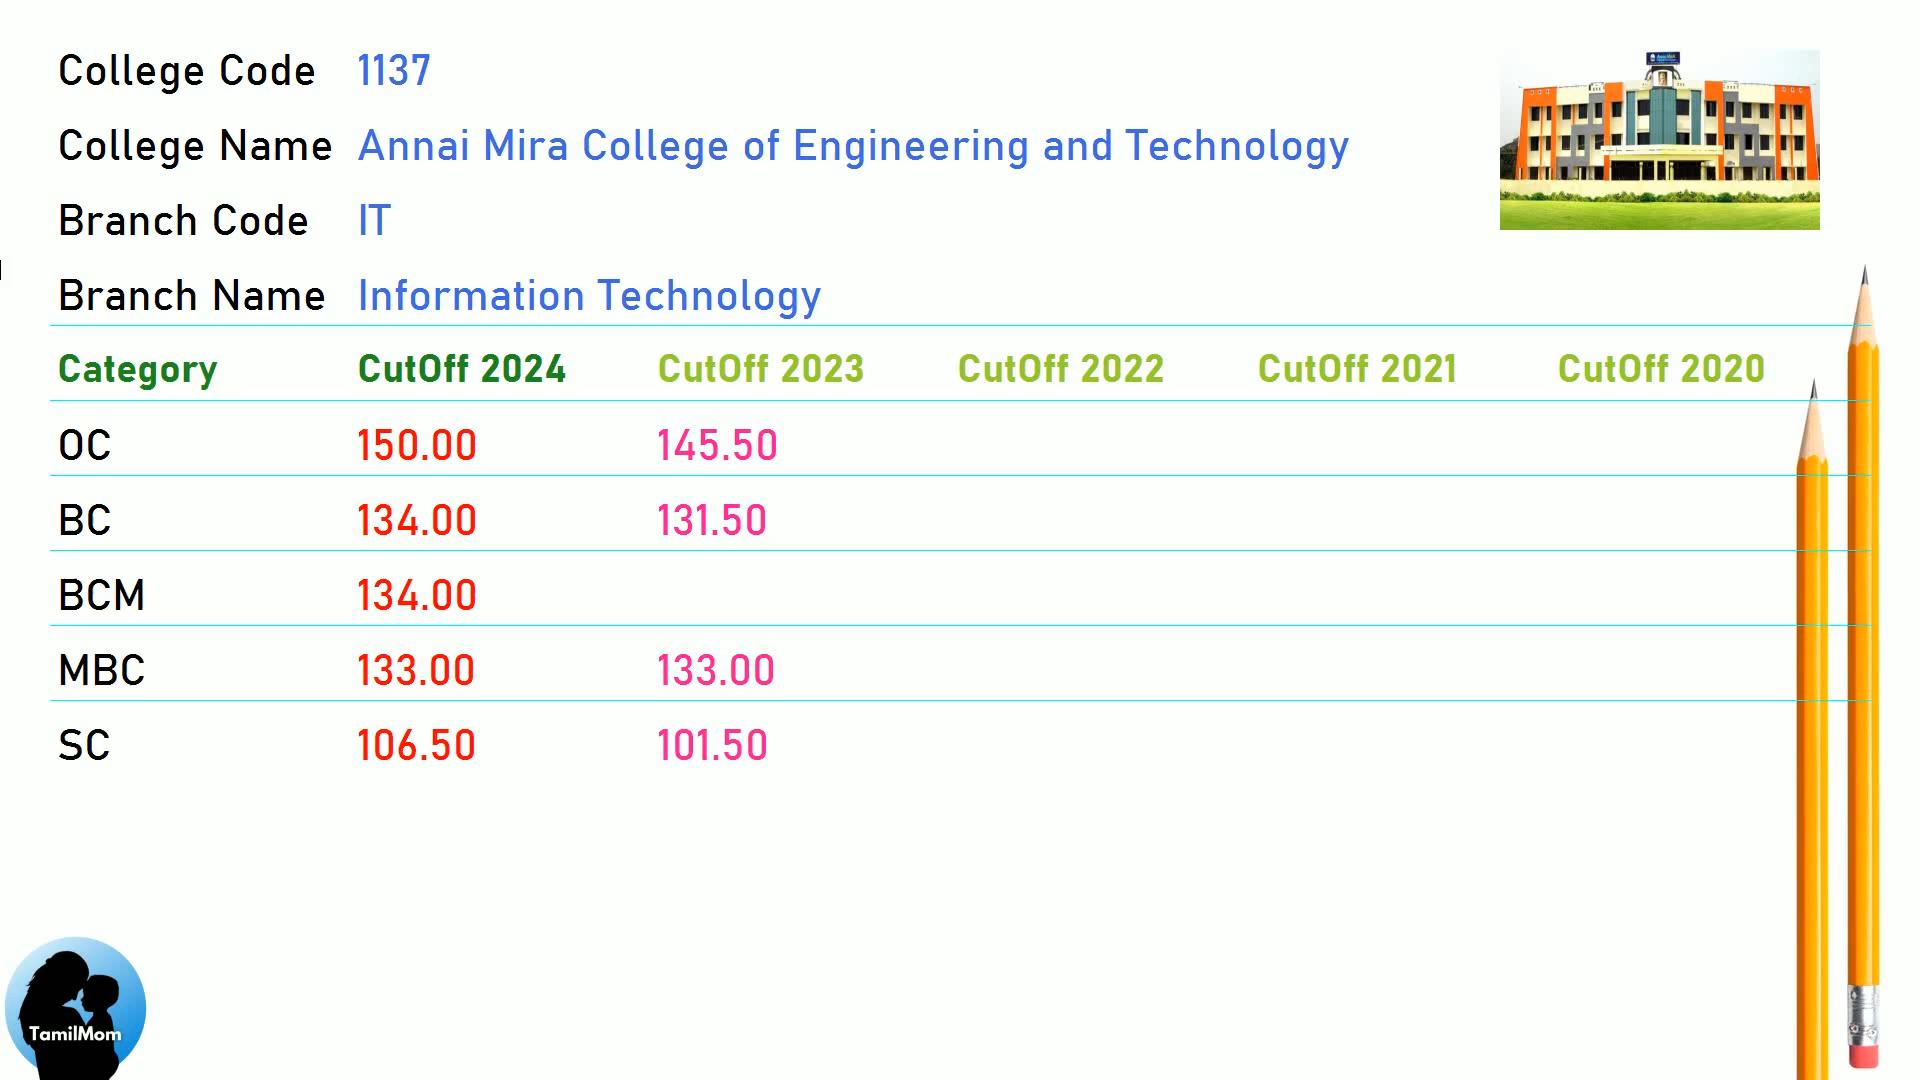 College Code 1137
College Name Annai Mira College of Engineering and Technology
Branch Code IT
Branch Name Information Technology
Category CutOff 2024 CutOff 2023 CutOff 2022 CutOff 2021 CutOff 2020
OC 150.00 145.50
BC 134.00 131.50
BCM 134.00
MBC 133.00 133.00
SC 106.50 101.50
TamilMom